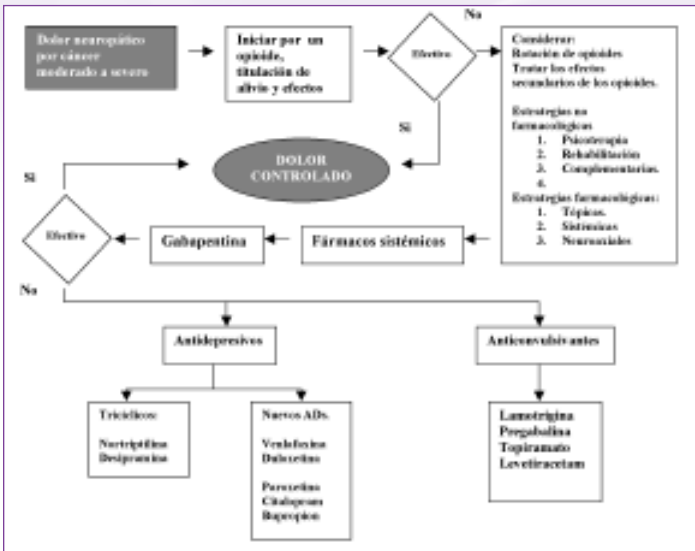 Dolor neuropático
por cáncer
moderado a severo
Iniciar por un
opioide,
titulación de
alivio y efectos
Efectivo
No
Considerar:
Rotación de opioides
Tratar los efectos
secundarios de los opioides.
Estrategias no
farmacológicas
1. Psicoterapia
2. Rehabilitación
3. Complementarias.
4.
Estrategias farmacológicas:
1. Tópicas.
2. Sistémicas
3. Neuroaxiales
Si
DOLOR
CONTROLADO
Si
Efectivo
Gabapentina
Fármacos sistémicos
No
Antidepresivos
Anticonvulsivantes
Tricíclicos:
Nortriptilina
Desipramina
Nuevos ADs.
Venlafaxina
Duloxetina
Paroxetina
Citalopram
Bupropion
Lamotrigina
Pregabalina
Topiramato
Levetiracetam